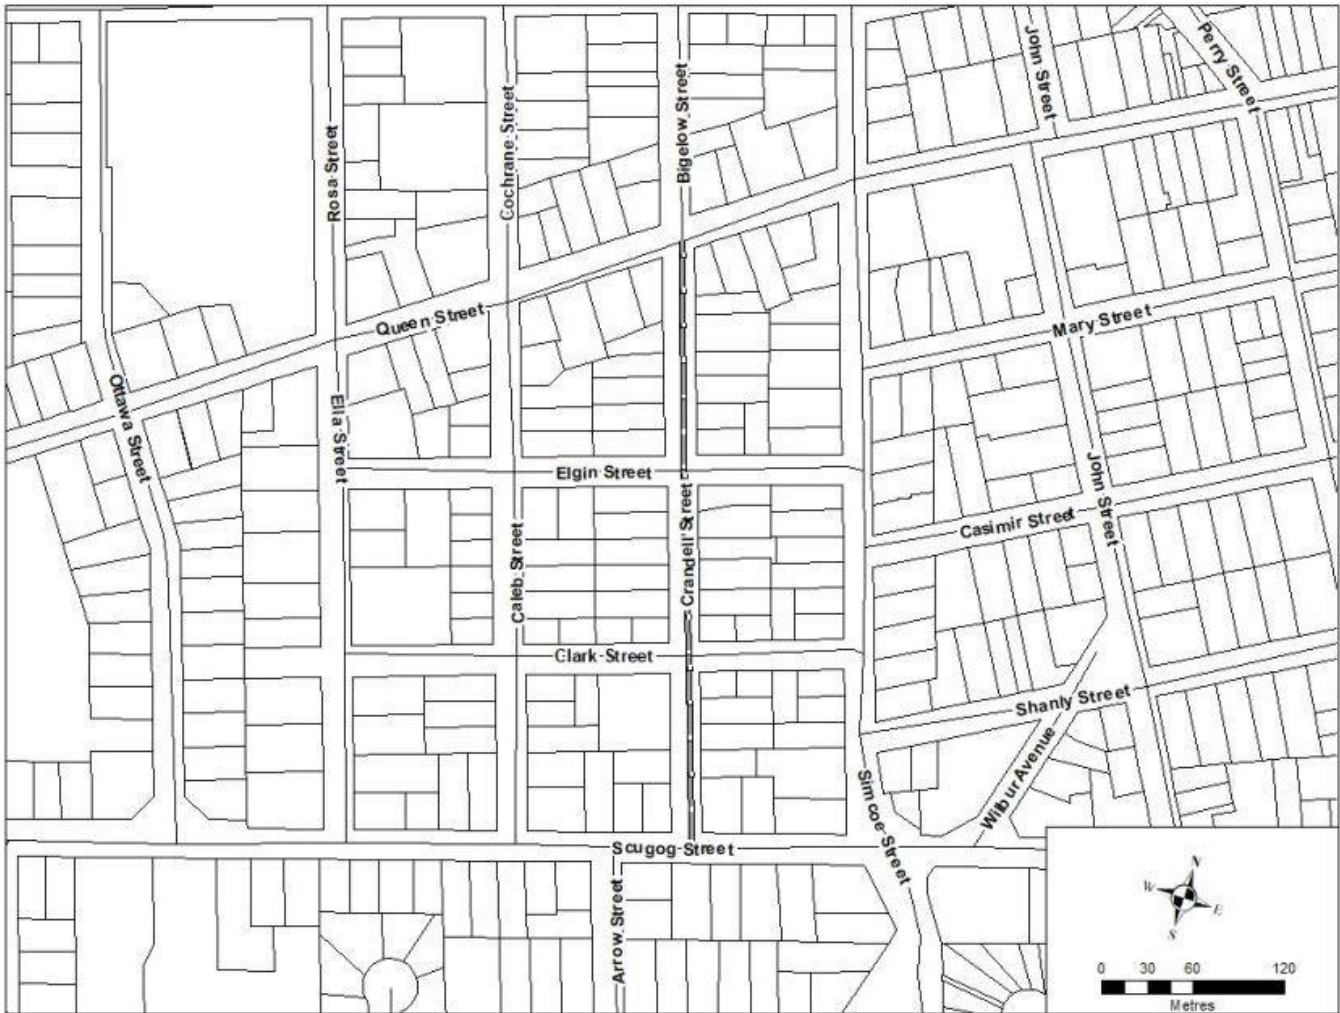 John Street
Perry Street
Cochrane Street
Bigelow Street
Rosa Street
Queen Street
Mary Street
Ottawa Street
Ella Street
Elgin Street
John Street
Crandell Street
Casimir Street
Caleb Street
Clark Street
Shanly Street
Wilbur Avenue
Simcoe Street
Scugog Street
Arrow Street
N
W
E
S
0 30 60 120
Metres